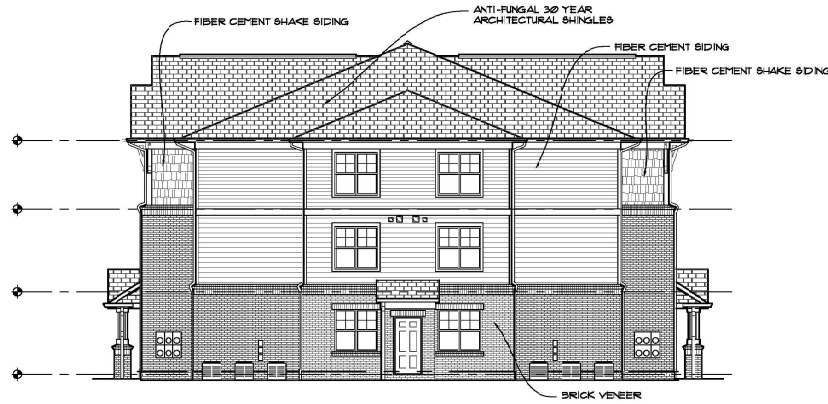 FIBER CEMENT SHAKE SIDING
ANTI-FUNGAL 30 YEAR
ARCHITECTURAL SHINGLES
FIBER CEMENT SIDING
FIBER CEMENT SHAKE SIDING
BRICK VENEER